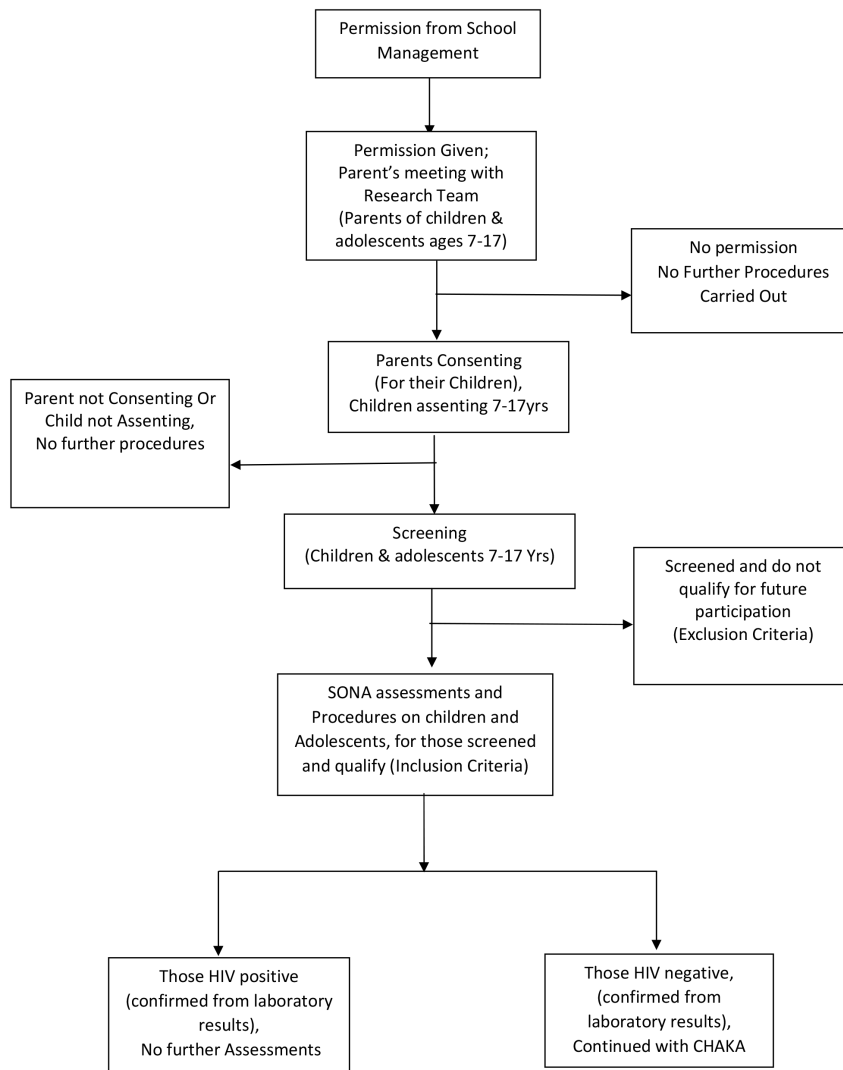 Permission from School
Management
Permission Given;
Parent's meeting with
Research Team
(Parents of children &
adolescents ages 7-17)
No permission
No Further Procedures
Carried Out
Parents Consenting
(For their Children),
Children assenting 7-17yrs
Parent not Consenting Or
Child not Assenting,
No further procedures
Screening
(Children & adolescents 7-17 Yrs)
Screened and do not
qualify for future
participation
(Exclusion Criteria)
SONA assessments and
Procedures on children and
Adolescents, for those screened
and qualify (Inclusion Criteria)
Those HIV positive
(confirmed from laboratory
results),
No further Assessments
Those HIV negative,
(confirmed from
laboratory results),
Continued with CHAKA